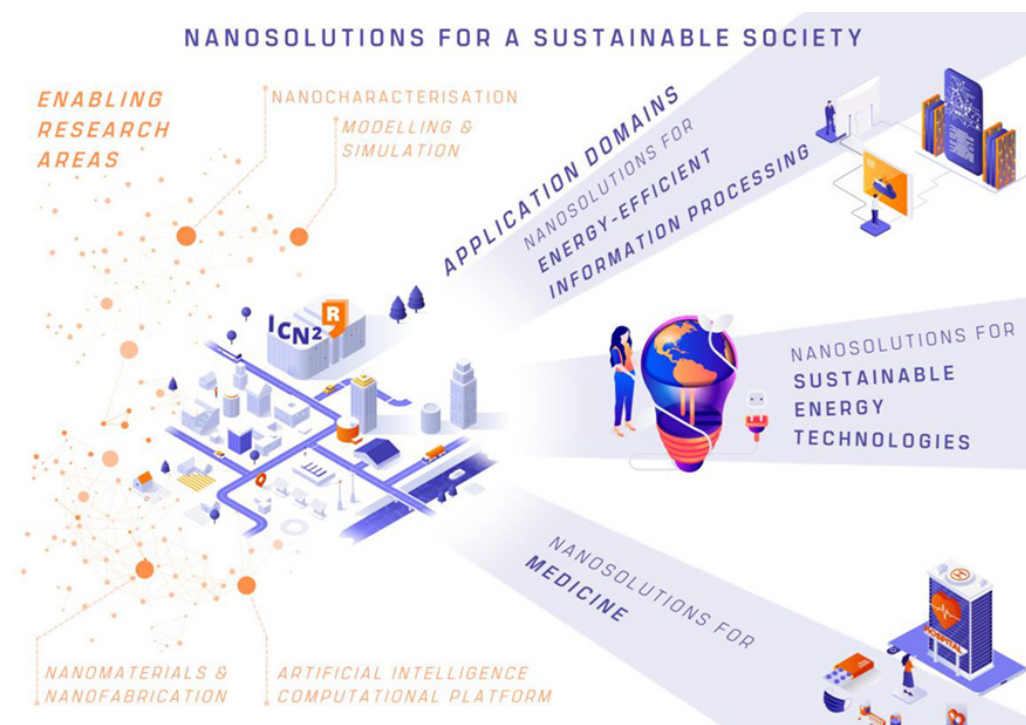 NANOSOLUTIONS FOR A SUSTAINABLE SOCIETY
ENABLING
RESEARCH
AREAS
NANOCHARACTERISATION
MODELLING &
SIMULATION
APPLICATION DOMAINS
NANOSOLUTIONS FOR
ENERGY-EFFICIENT
INFORMATION PROCESSING
ICN2
R
NANOSOLUTIONS FOR
SUSTAINABLE
ENERGY
TECHNOLOGIES
NANOSOLUTIONS FOR
MEDICINE
H
HOSPITAL
NANOMATERIALS &
NANOFABRICATION
ARTIFICIAL INTELLIGENCE
COMPUTATIONAL PLATFORM